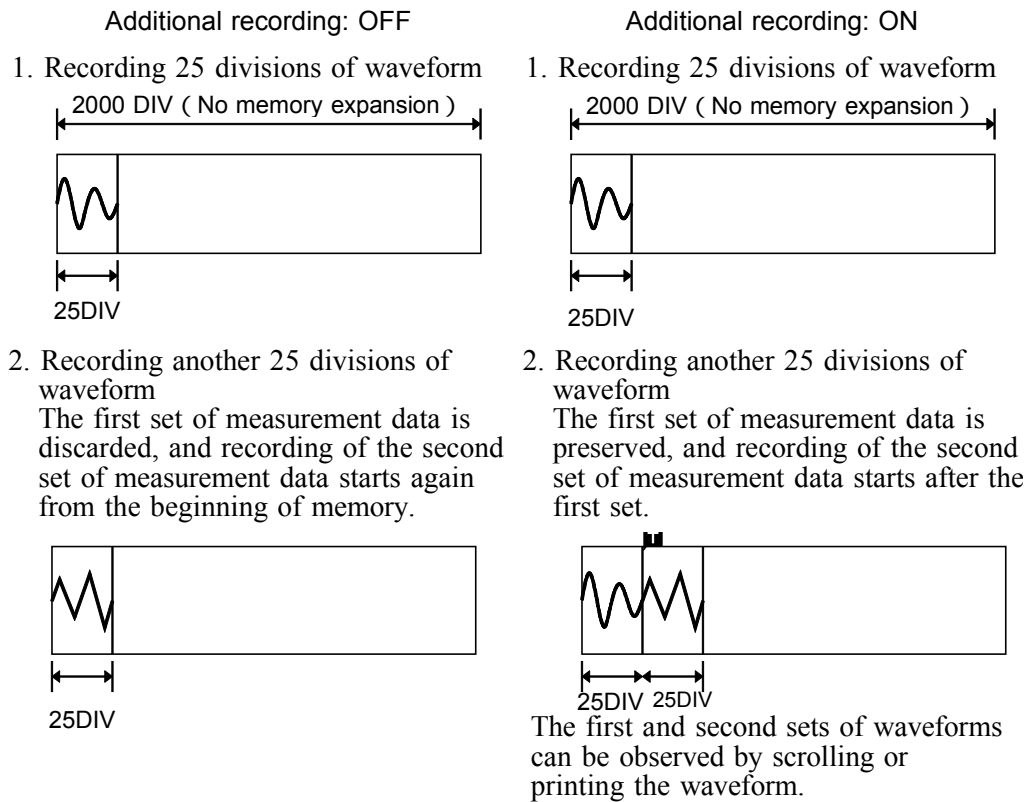 Additional recording: OFF
1. Recording 25 divisions of waveform
2000 DIV ( No memory expansion )
25DIV
2. Recording another 25 divisions of
waveform
The first set of measurement data is
discarded, and recording of the second
set of measurement data starts again
from the beginning of memory.
25DIV
Additional recording: ON
1. Recording 25 divisions of waveform
2000 DIV ( No memory expansion )
25DIV
2. Recording another 25 divisions of
waveform
The first set of measurement data is
preserved, and recording of the second
set of measurement data starts after the
first set.
25DIV 25DIV
The first and second sets of waveforms
can be observed by scrolling or
printing the waveform.